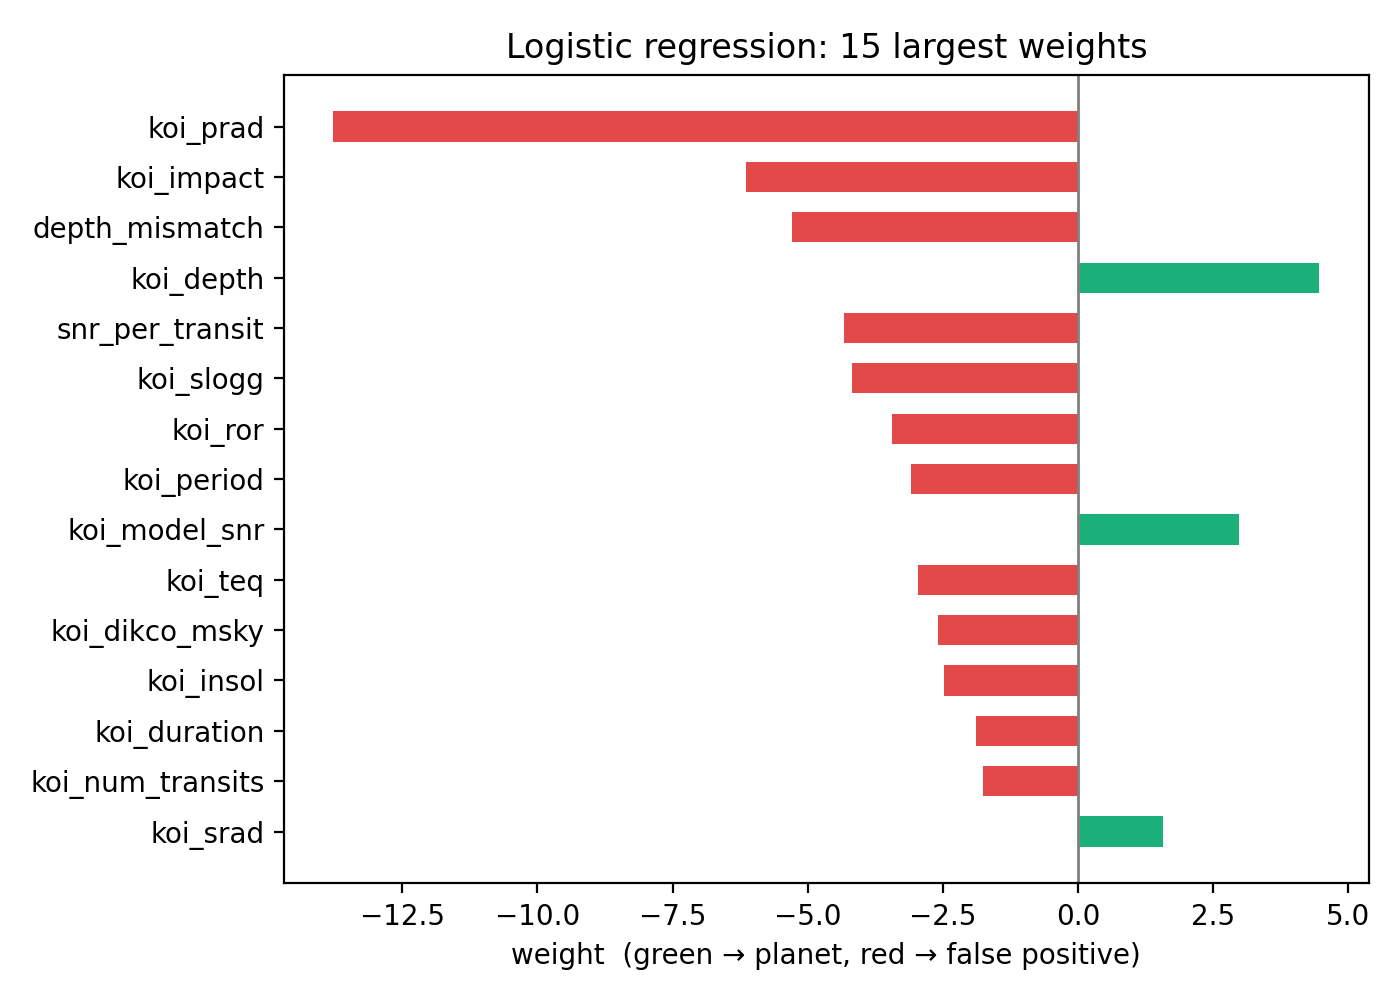 Logistic regression: 15 largest weights
koi_prad
koi_impact
depth_mismatch
koi_depth
snr_per_transit
koi_slogg
koi_ror
koi_period
koi_model_snr
koi_teq
koi_dikco_msky
koi_insol
koi_duration
koi_num_transits
koi_srad
−12.5 −10.0 −7.5 −5.0 −2.5 0.0 2.5 5.0
weight  (green → planet, red → false positive)